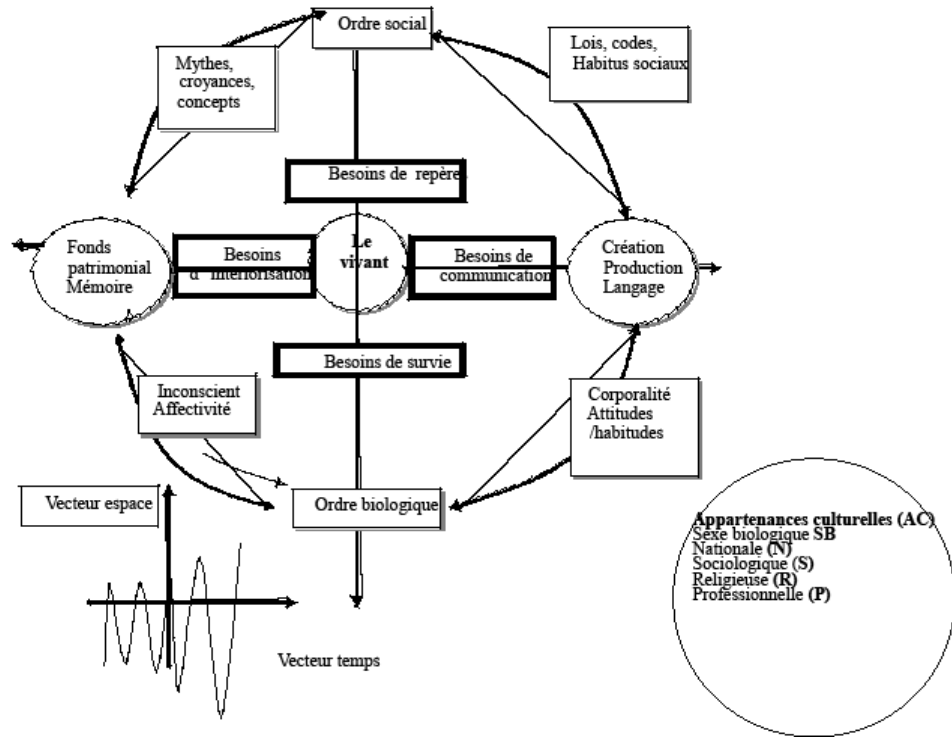 Ordre social
Mythes,
croyances,
concepts
Lois, codes,
Habitus sociaux
Besoins de repère
Fonds
patrimonial
Mémoire
Besoins
d' intériorisation
Le
vivant
Besoins de
communication
Création
Production
Langage
Besoins de survie
Inconscient
Affectivité
Corporalité
Attitudes
/habitudes
Vecteur espace
Ordre biologique
Appartenances culturelles (AC)
Sexe biologique SB
Nationale (N)
Sociologique (S)
Religieuse (R)
Professionnelle (P)
Vecteur temps